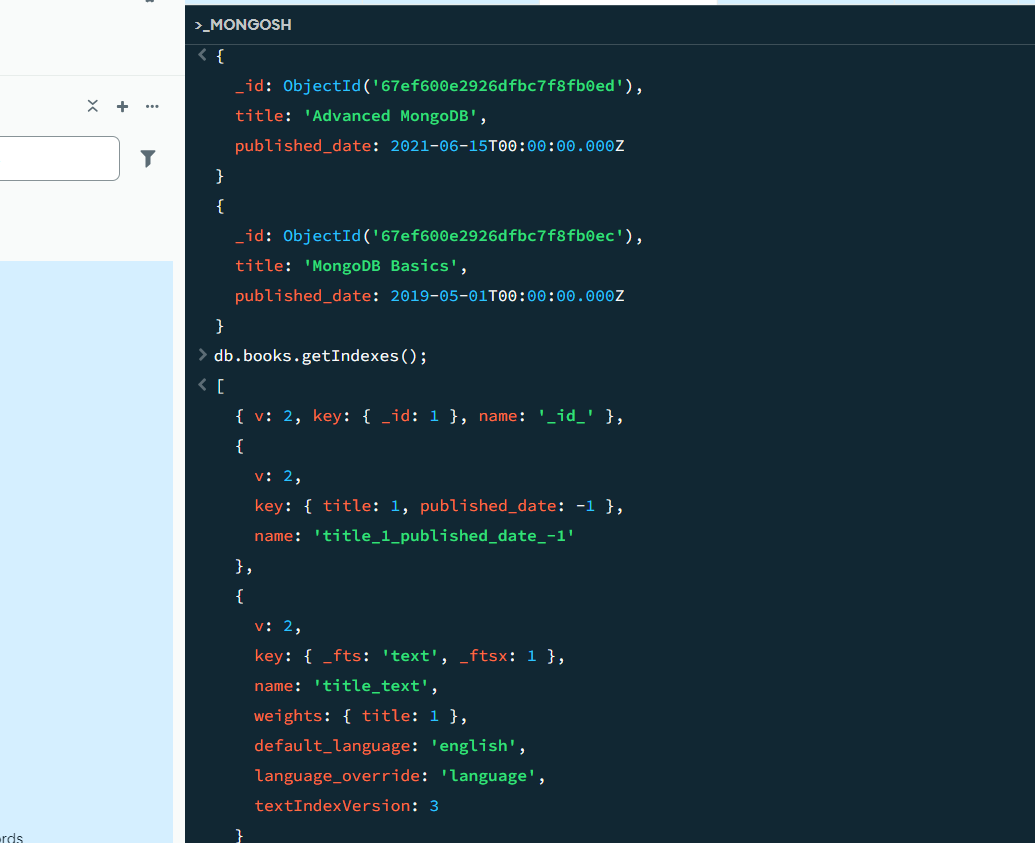 >_MONGOSH
{
_id: ObjectId('67ef600e2926dfbc7f8fb0ed'),
title: 'Advanced MongoDB',
published_date: 2021-06-15T00:00:00.000Z
}
{
_id: ObjectId('67ef600e2926dfbc7f8fb0ec'),
title: 'MongoDB Basics',
published_date: 2019-05-01T00:00:00.000Z
}
db.books.getIndexes();
[
{ v: 2, key: { _id: 1 }, name: '_id_' },
{
v: 2,
key: { title: 1, published_date: -1 },
name: 'title_1_published_date_-1'
},
{
v: 2,
key: { _fts: 'text', _ftsx: 1 },
name: 'title_text',
weights: { title: 1 },
default_language: 'english',
language_override: 'language',
textIndexVersion: 3
}